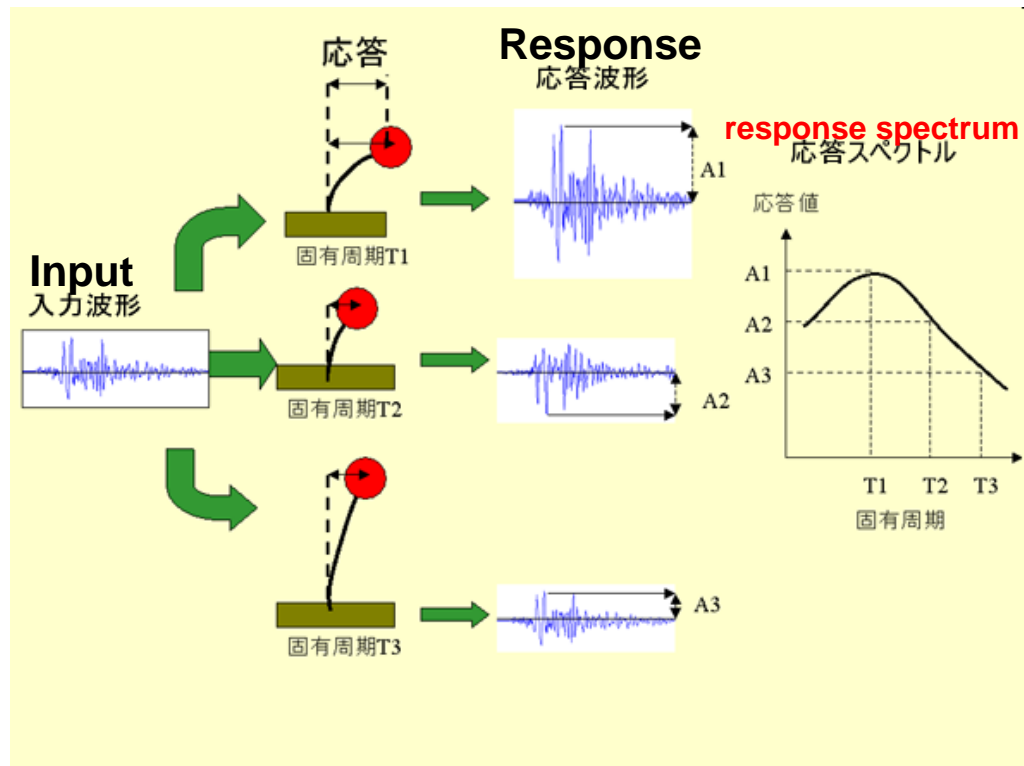 応答
Response
応答波形
response spectrum
応答スペクトル
A1
応答値
固有周期T1
Input
入力波形
A1
A2
A3
固有周期T2
A2
T1 T2 T3
固有周期
A3
固有周期T3